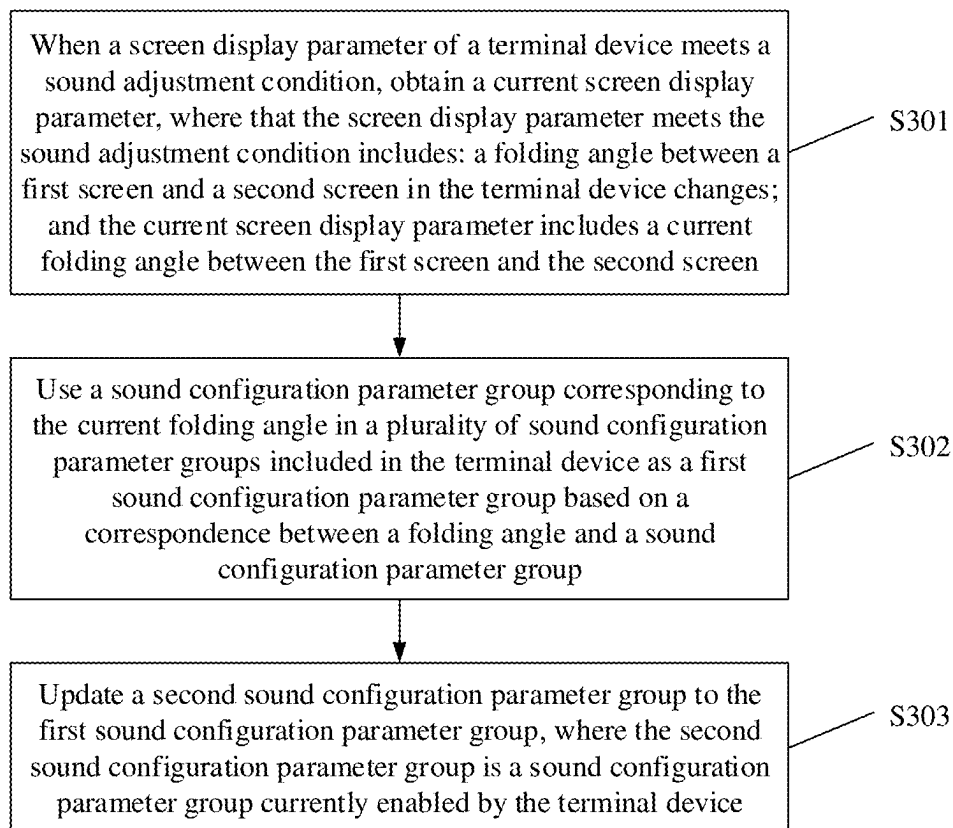 When a screen display parameter of a terminal device meets a
sound adjustment condition, obtain a current screen display
parameter, where that the screen display parameter meets the
sound adjustment condition includes: a folding angle between a
first screen and a second screen in the terminal device changes;
and the current screen display parameter includes a current
folding angle between the first screen and the second screen
S301
Use a sound configuration parameter group corresponding to
the current folding angle in a plurality of sound configuration
parameter groups included in the terminal device as a first
sound configuration parameter group based on a
correspondence between a folding angle and a sound
configuration parameter group
S302
Update a second sound configuration parameter group to the
first sound configuration parameter group, where the second
sound configuration parameter group is a sound configuration
parameter group currently enabled by the terminal device
S303